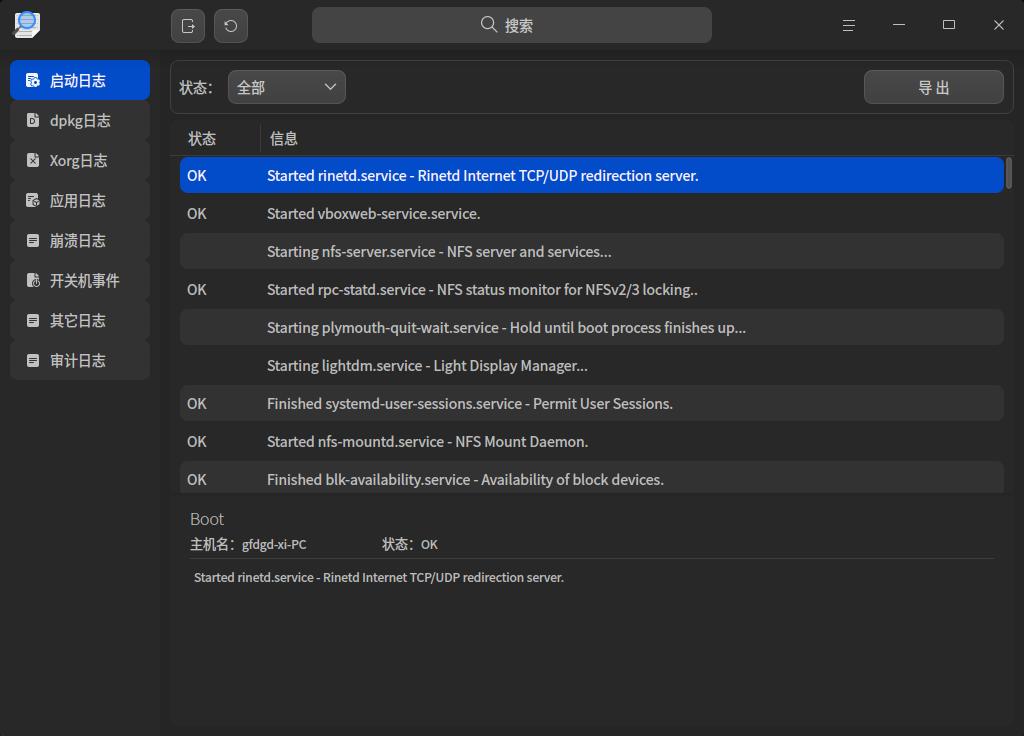 搜索
启动日志
dpkg日志
Xorg日志
应用日志
崩溃日志
开关机事件
其它日志
审计日志
状态： 全部 导出
状态 信息
OK Started rinetd.service - Rinetd Internet TCP/UDP redirection server.
OK Started vboxweb-service.service.
Starting nfs-server.service - NFS server and services...
OK Started rpc-statd.service - NFS status monitor for NFSv2/3 locking..
Starting plymouth-quit-wait.service - Hold until boot process finishes up...
Starting lightdm.service - Light Display Manager...
OK Finished systemd-user-sessions.service - Permit User Sessions.
OK Started nfs-mountd.service - NFS Mount Daemon.
OK Finished blk-availability.service - Availability of block devices.
Boot
主机名： gfdgd-xi-PC 状态： OK
Started rinetd.service - Rinetd Internet TCP/UDP redirection server.